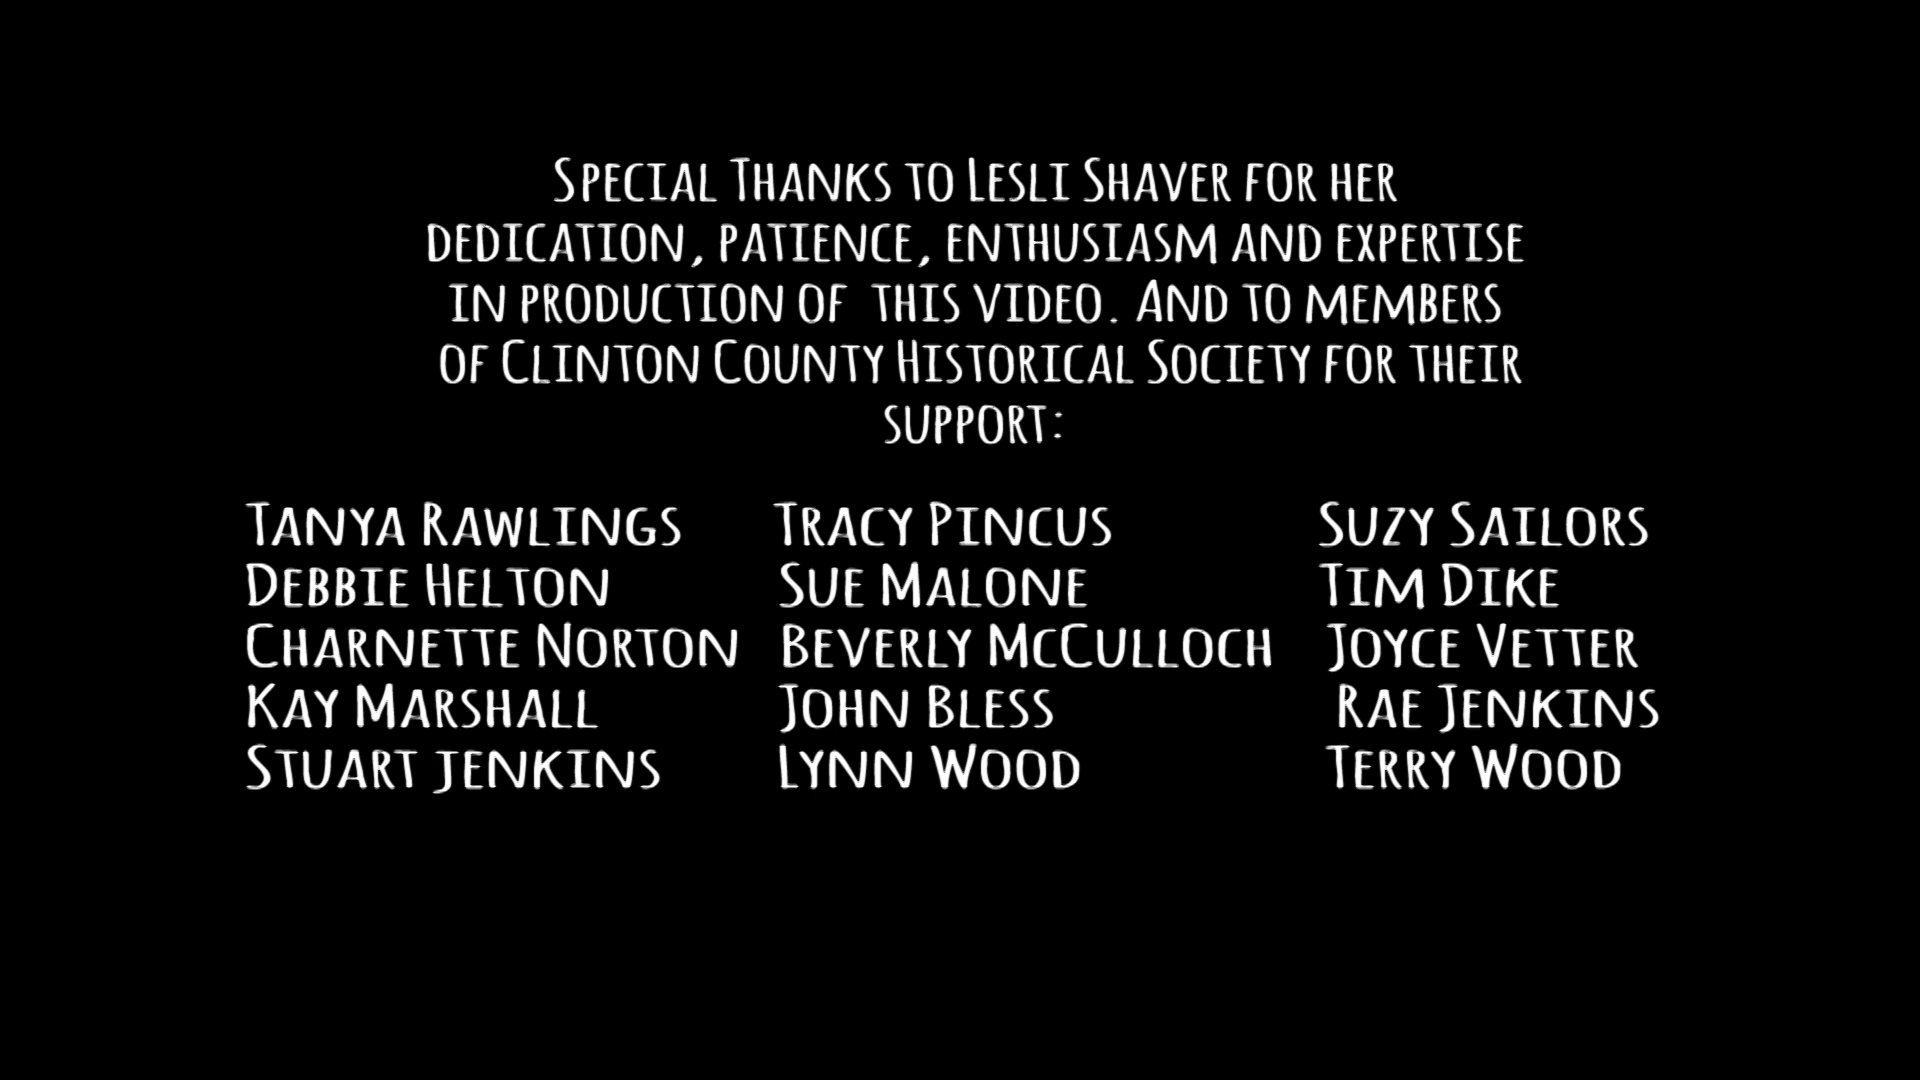 Special Thanks to Lesli Shaver for her
dedication, patience, enthusiasm and expertise
in production of this video. And to members
of Clinton County Historical Society for their
support:
Tanya Rawlings Tracy Pincus Suzy Sailors
Debbie Helton Sue Malone Tim Dike
Charnette Norton Beverly McCulloch Joyce Vetter
Kay Marshall John Bless Rae Jenkins
Stuart jenkins Lynn Wood Terry Wood